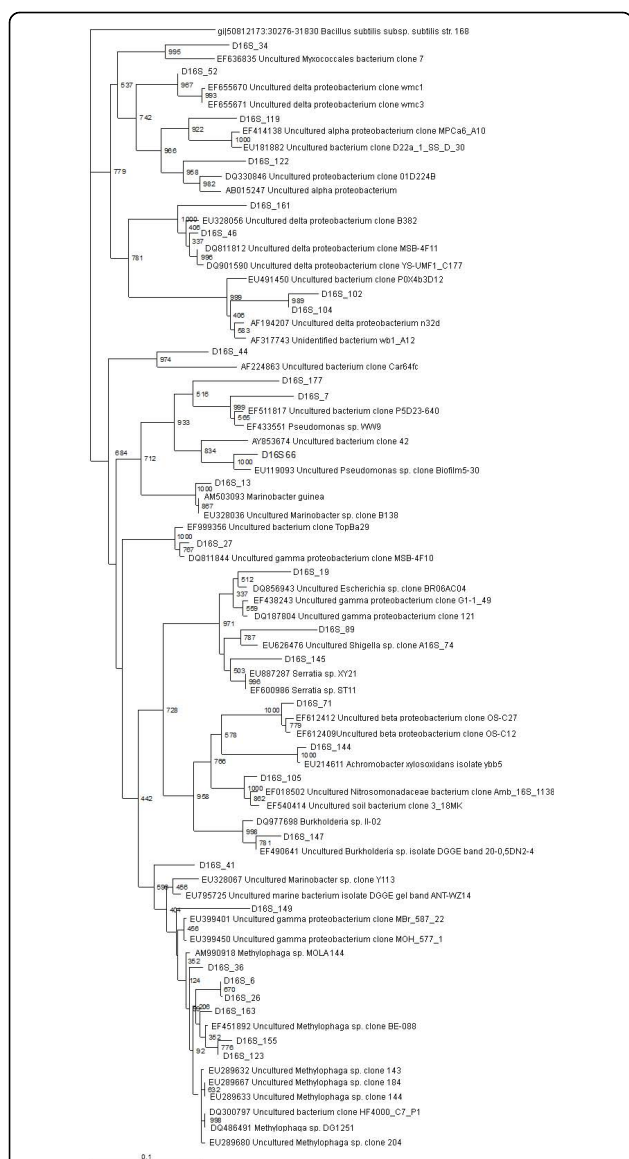 gi|50812173:30276-31830 Bacillus subtilis subsp. subtilis str. 168
D16S_34
995
EF636835 Uncultured Myxococcales bacterium clone 7
537
D16S_52
967
EF655670 Uncultured delta proteobacterium clone wmc1
993
EF655671 Uncultured delta proteobacterium clone wmc3
742
D16S_119
922
EF414138 Uncultured alpha proteobacterium clone MPCa6_A10
1000
EU181882 Uncultured bacterium clone D22a_1_SS_D_30
966
D16S_122
958
DQ330846 Uncultured proteobacterium clone 01D224B
982
AB015247 Uncultured alpha proteobacterium
779
D16S_161
1000
EU328056 Uncultured delta proteobacterium clone B382
406
D16S_46
337
DQ811812 Uncultured delta proteobacterium clone MSB-4F11
996
DQ901590 Uncultured delta proteobacterium clone YS-UMF1_C177
781
EU491450 Uncultured bacterium clone P0X4b3D12
989
D16S_102
989
D16S_104
406
AF194207 Uncultured delta proteobacterium n32d
583
AF317743 Unidentified bacterium wb1_A12
D16S_44
974
AF224863 Uncultured bacterium clone Car64fc
D16S_177
516
D16S_7
999
EF511817 Uncultured bacterium clone P5D23-640
565
EF433551 Pseudomonas sp. WW9
933
AY853674 Uncultured bacterium clone 42
834
D16S66
1000
EU119093 Uncultured Pseudomonas sp. clone Biofilm5-30
684
712
D16S_13
1000
AM503093 Marinobacter guinea
867
EU328036 Uncultured Marinobacter sp. clone B138
EF999356 Uncultured bacterium clone TopBa29
1000
D16S_27
767
DQ811844 Uncultured gamma proteobacterium clone MSB-4F10
D16S_19
512
DQ856943 Uncultured Escherichia sp. clone BR06AC04
337
EF438243 Uncultured gamma proteobacterium clone G1-1_49
559
DQ187804 Uncultured gamma proteobacterium clone 121
971
D16S_89
787
EU626476 Uncultured Shigella sp. clone A16S_74
D16S_145
503
EU887287 Serratia sp. XY21
996
EF600986 Serratia sp. ST11
728
D16S_71
1000
EF612412 Uncultured beta proteobacterium clone OS-C27
779
EF612409Uncultured beta proteobacterium clone OS-C12
578
D16S_144
1000
EU214611 Achromobacter xylosoxidans isolate ybb5
766
D16S_105
1000
EF018502 Uncultured Nitrosomonadaceae bacterium clone Amb_16S_1138
862
EF540414 Uncultured soil bacterium clone 3_18MK
442
958
DQ977698 Burkholderia sp. II-02
998
D16S_147
781
EF490641 Uncultured Burkholderia sp. isolate DGGE band 20-0,5DN2-4
D16S_41
EU328067 Uncultured Marinobacter sp. clone Y113
466
EU795725 Uncultured marine bacterium isolate DGGE gel band ANT-WZ14
D16S_149
404
EU399401 Uncultured gamma proteobacterium clone MBr_587_22
456
EU399450 Uncultured gamma proteobacterium clone MOH_577_1
AM990918 Methylophaga sp. MOLA144
352
D16S_36
124
D16S_6
670
D16S_26
206
D16S_163
EF451892 Uncultured Methylophaga sp. clone BE-088
352
D16S_155
776
D16S_123
92
EU289632 Uncultured Methylophaga sp. clone 143
EU289667 Uncultured Methylophaga sp. clone 184
EU289633 Uncultured Methylophaga sp. clone 144
DQ300797 Uncultured bacterium clone HF4000_C7_P1
998
DQ486491 Methylophaga sp. DG1251
EU289680 Uncultured Methylophaga sp. clone 204
0.1